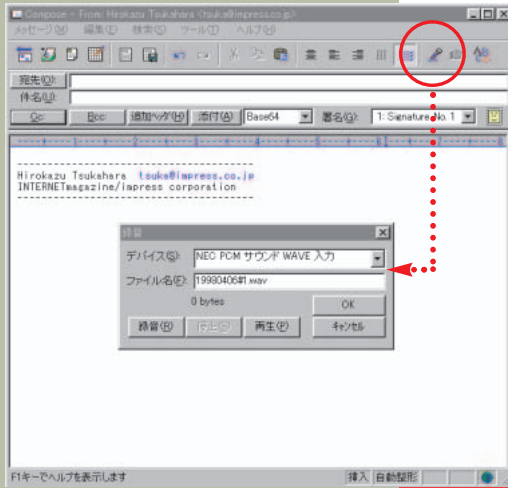 Compose - From: Hirokazu Tsukahara <tsuka@impress.co.jp>
メッセージ(M) 編集(E) 検索(S) ツール(T) ヘルプ(H)
宛先(O):
件名(U):
Cc: Bcc: 追加ヘッダ(H) 添付(A) Base64 署名(G): 1: Signature No. 1
Hirokazu Tsukahara tsuka@impress.co.jp
INTERNETmagazine/impress corporation
録音
デバイス(S): NEC PCM サウンド WAVE 入力
ファイル名(F): 19980406#1.wav
0 bytes OK
録音(R) 停止(S) 再生(P) キャンセル
F1キーでヘルプを表示します 挿入 自動整形